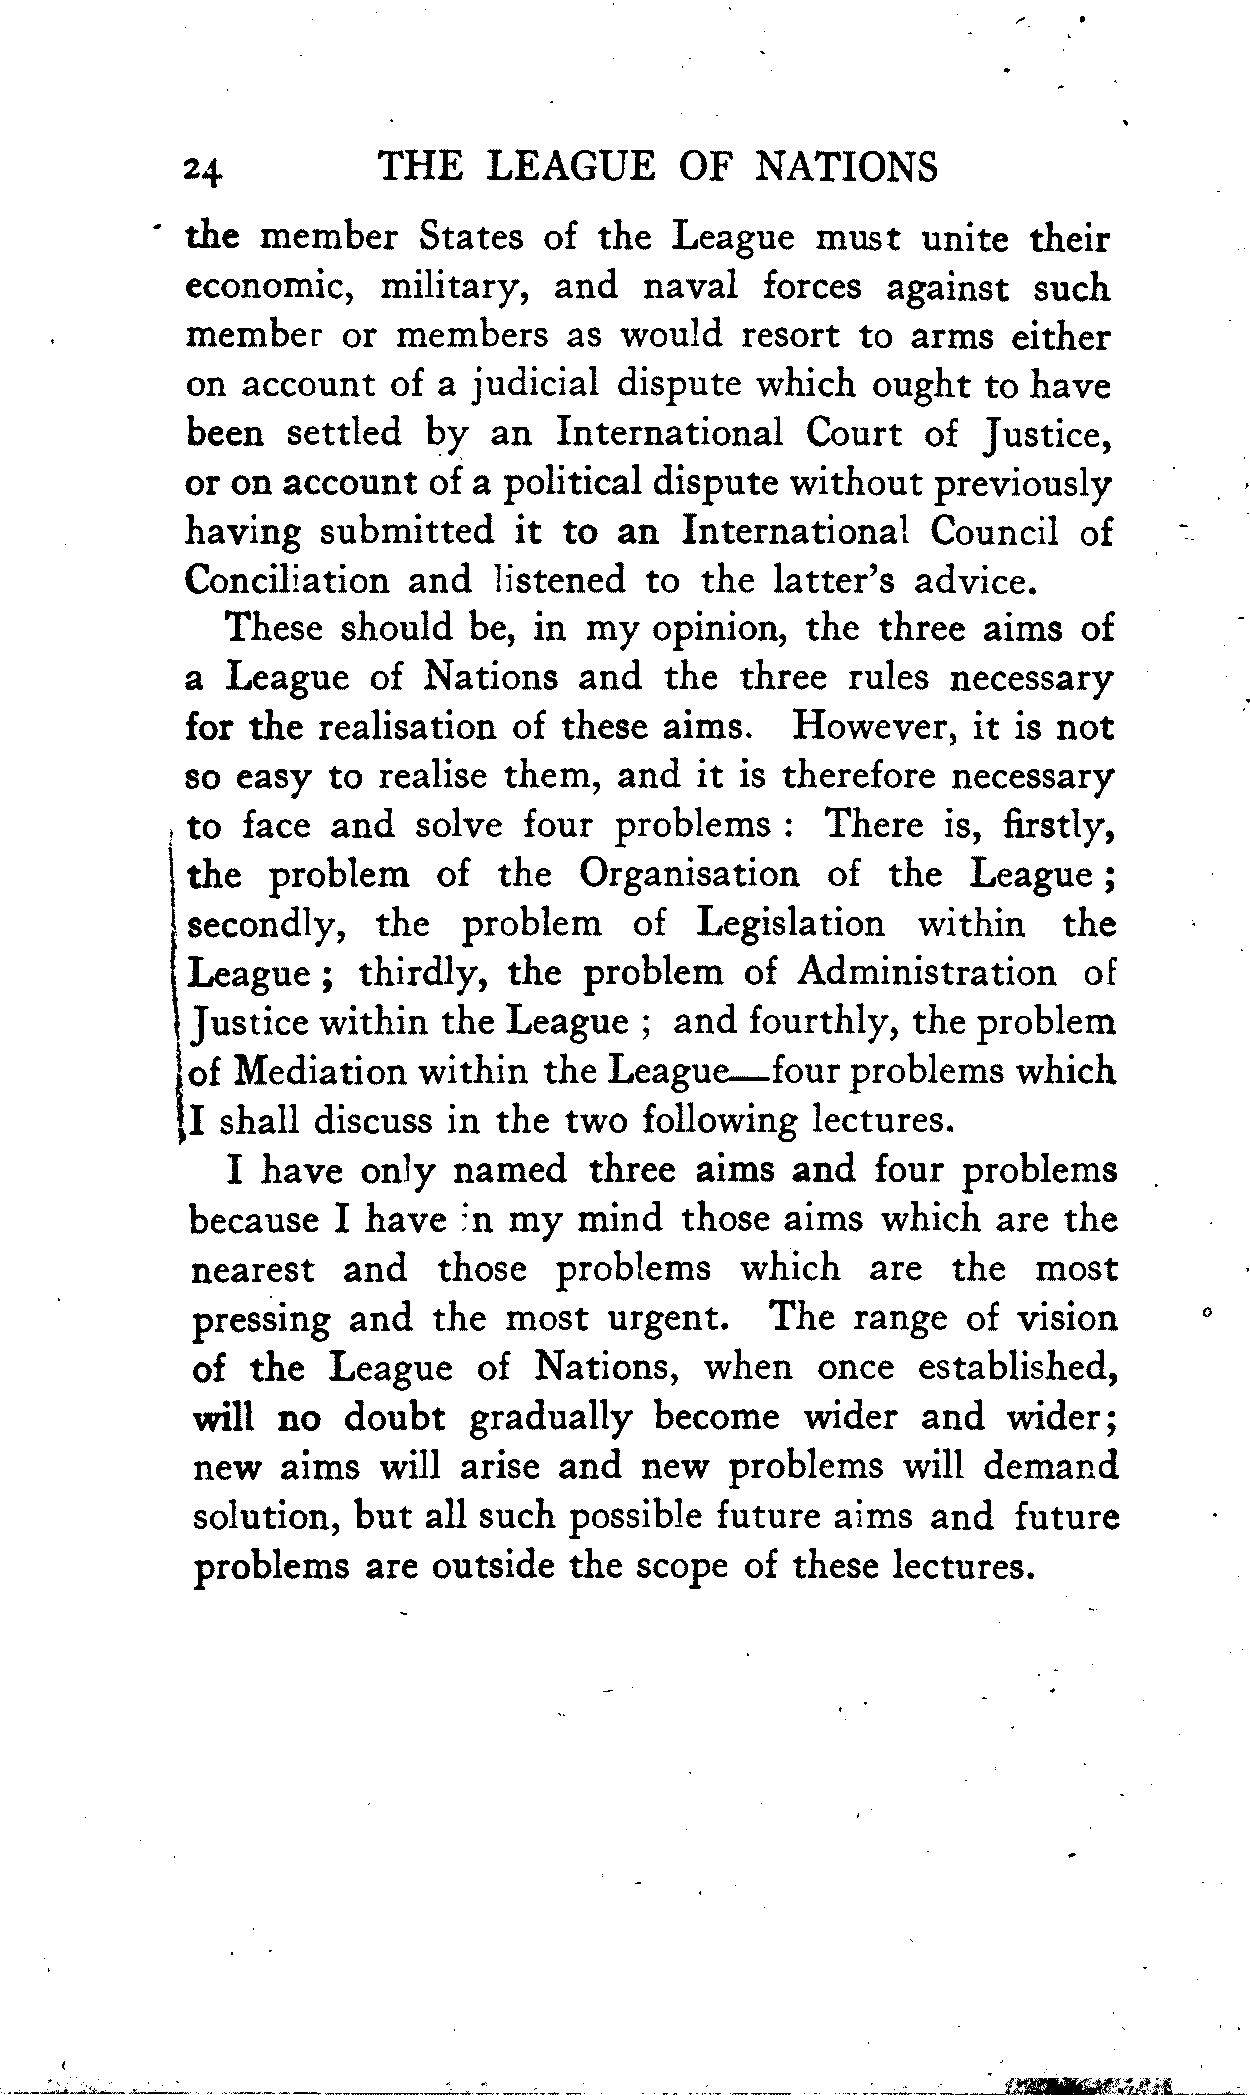 24 THE LEAGUE OF NATIONS
the member States of the League must unite their
economic, military, and naval forces against such
member or members as would resort to arms either
on account of a judicial dispute which ought to have
been settled by an International Court of Justice,
or on account of a political dispute without previously
having submitted it to an International Council of
Conciliation and listened to the latter's advice.
These should be, in my opinion, the three aims of
a League of Nations and the three rules necessary
for the realisation of these aims. However, it is not
so easy to realise them, and it is therefore necessary
to face and solve four problems : There is, firstly,
the problem of the Organisation of the League ;
secondly, the problem of Legislation within the
League ; thirdly, the problem of Administration of
Justice within the League ; and fourthly, the problem
of Mediation within the League—four problems which
I shall discuss in the two following lectures.
I have only named three aims and four problems
because I have in my mind those aims which are the
nearest and those problems which are the most
pressing and the most urgent. The range of vision
of the League of Nations, when once established,
will no doubt gradually become wider and wider;
new aims will arise and new problems will demand
solution, but all such possible future aims and future
problems are outside the scope of these lectures.